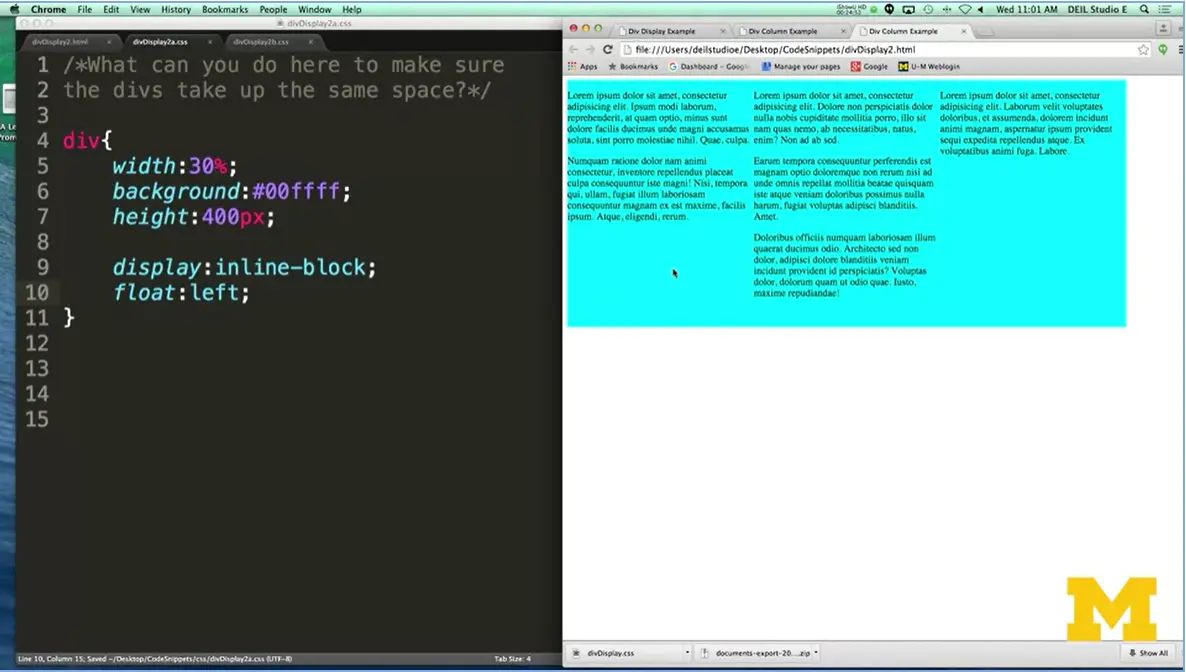 Chrome File Edit View History Bookmarks People Window Help
iShowU HD
00:24:52
Wed 11:01 AM DEIL Studio E
divDisplay2a.css
divDisplay2.html × divDisplay2a.css × divDisplay2b.css ×
1 /*What can you do here to make sure
2 the divs take up the same space?*/
3
4 div{
5 width:30%;
6 background:#00ffff;
7 height:400px;
8
9 display:inline-block;
10 float:left;
11 }
12
13
14
15
Line 10, Column 15; Saved ~/Desktop/CodeSnippets/css/divDisplay2a.css (UTF-8)
Tab Size: 4
Div Display Example × Div Column Example × Div Column Example ×
file:///Users/deilstudioe/Desktop/CodeSnippets/divDisplay2.html
Apps Bookmarks Dashboard - Googl Manage your pages Google U-M Weblogin
Lorem ipsum dolor sit amet, consectetur
adipisicing elit. Ipsum modi laborum,
reprehenderit, at quam optio, minus sunt
dolore facilis ducimus unde magni accusamus
soluta, sint porro molestiae nihil. Quae, culpa.
Numquam ratione dolor nam animi
consectetur, inventore repellendus placeat
culpa consequuntur iste magni! Nisi, tempora
qui, ullam, fugiat illum laboriosam
consequuntur magnam ex est maxime, facilis
ipsum. Atque, eligendi, rerum.
Lorem ipsum dolor sit amet, consectetur
adipisicing elit. Dolore non perspiciatis dolor
nulla nobis cupiditate mollitia porro, illo sit
nam quas nemo, ab necessitatibus, natus,
enim? Non ad ab sed.
Earum tempora consequuntur perferendis est
magnam optio doloremque non rerum nisi ad
unde omnis repellat mollitia beatae quisquam
iste atque veniam doloribus possimus nulla
harum, fugiat voluptas adipisci blanditiis.
Amet.
Doloribus officiis numquam laboriosam illum
quaerat ducimus odio. Architecto sed non
dolor, adipisci dolore blanditiis veniam
incidunt provident id perspiciatis? Voluptas
dolor, dolorum quam ut odio quae. Iusto,
maxime repudiandae!
Lorem ipsum dolor sit amet, consectetur
adipisicing elit. Laborum velit voluptates
doloribus, et assumenda, dolorem incidunt
animi magnam, aspernatur ipsum provident
sequi expedita repellendus atque. Ex
voluptatibus animi fuga. Labore.
M
divDisplay.css documents-export-20....zip Show All